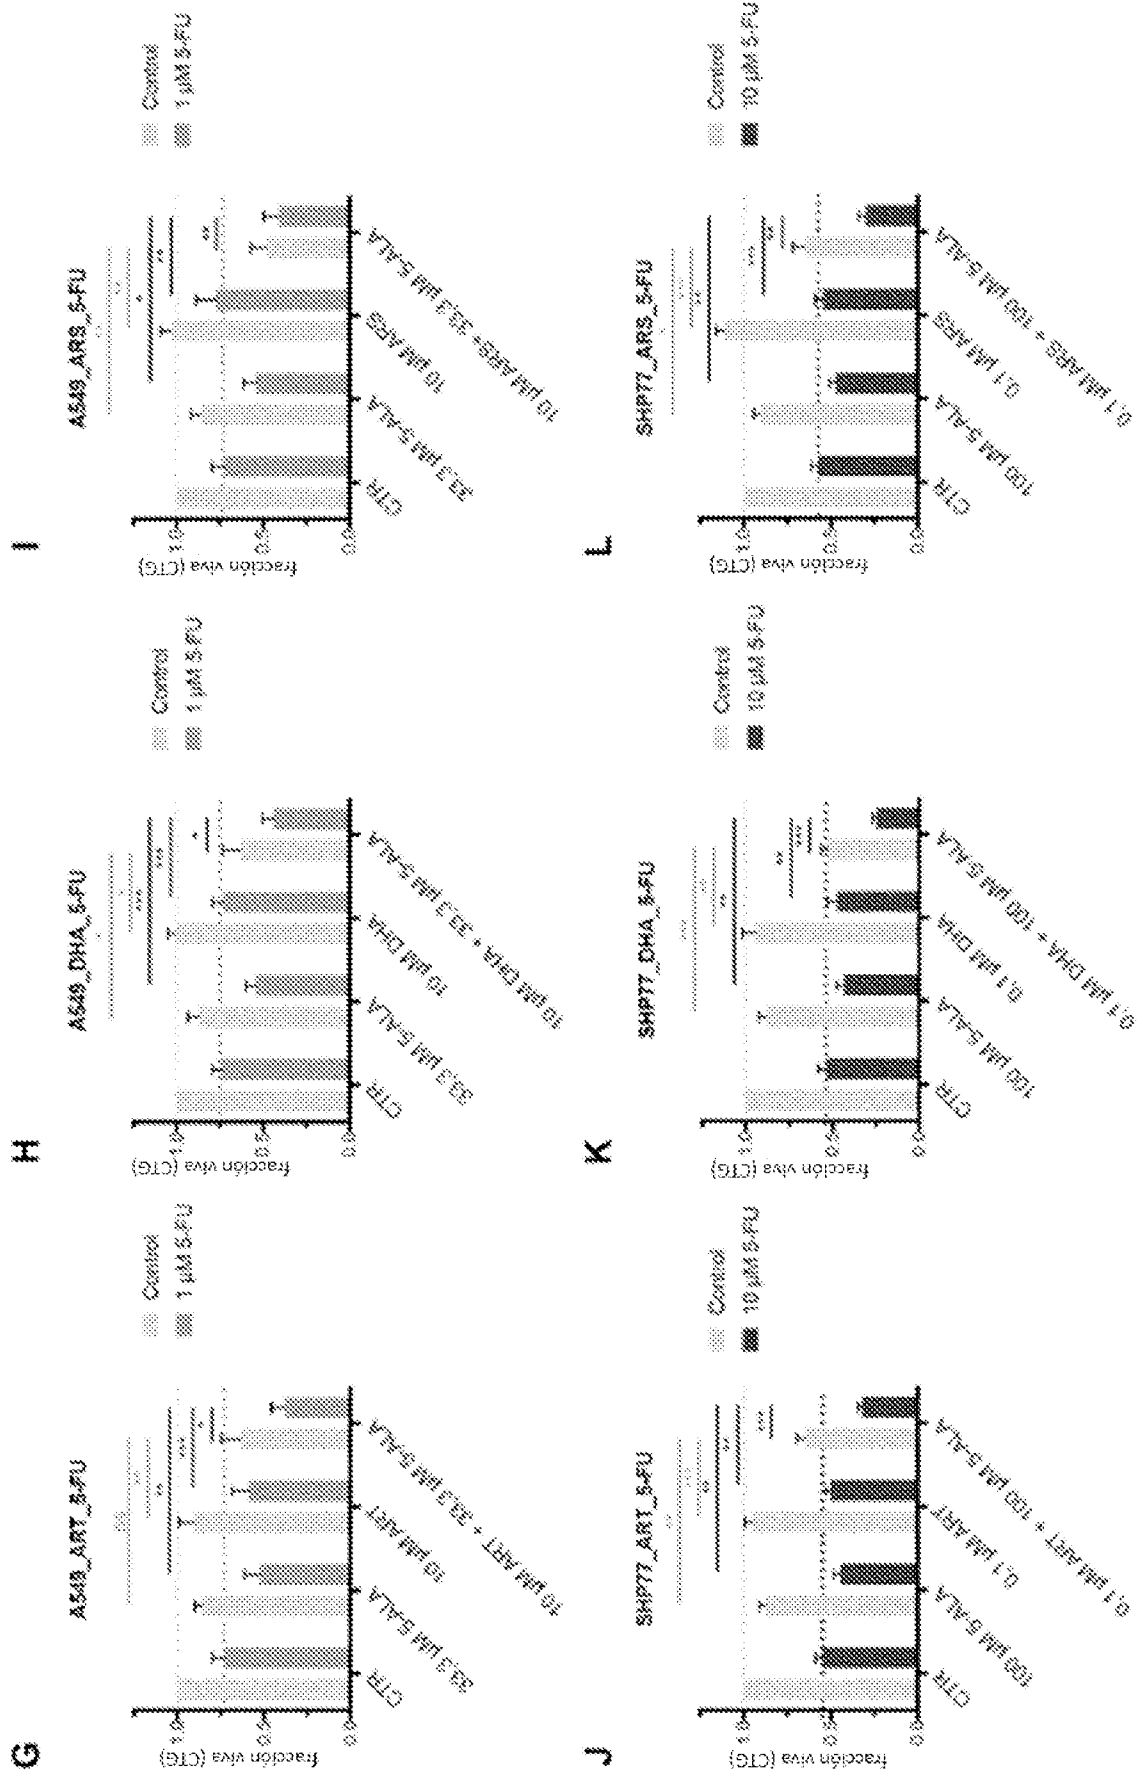 G
A549_ART_5-FU
Control
1 µM 5-FU
fracción viva (CTG)
1.0
0.5
0.0
CTR
33,3 µM 5-ALA
10 µM ART
10 µM ART + 33,3 µM 5-ALA
H
A549_DHA_5-FU
Control
1 µM 5-FU
fracción viva (CTG)
1.0
0.5
0.0
CTR
33,3 µM 5-ALA
10 µM DHA
10 µM DHA + 33,3 µM 5-ALA
I
A549_ARS_5-FU
Control
1 µM 5-FU
fracción viva (CTG)
1.0
0.5
0.0
CTR
33,3 µM 5-ALA
10 µM ARS
10 µM ARS+ 33,3 µM 5-ALA
J
SHP77_ART_5-FU
Control
10 µM 5-FU
fracción viva (CTG)
1.0
0.5
0.0
CTR
100 µM 5-ALA
0,1 µM ART
0,1 µM ART + 100 µM 5-ALA
K
SHP77_DHA_5-FU
Control
10 µM 5-FU
fracción viva (CTG)
1.0
0.5
0.0
CTR
100 µM 5-ALA
0,1 µM DHA
0,1 µM DHA + 100 µM 5-ALA
L
SHP77_ARS_5-FU
Control
10 µM 5-FU
fracción viva (CTG)
1.0
0.5
0.0
CTR
100 µM 5-ALA
0,1 µM ARS
0,1 µM ARS + 100 µM 5-ALA